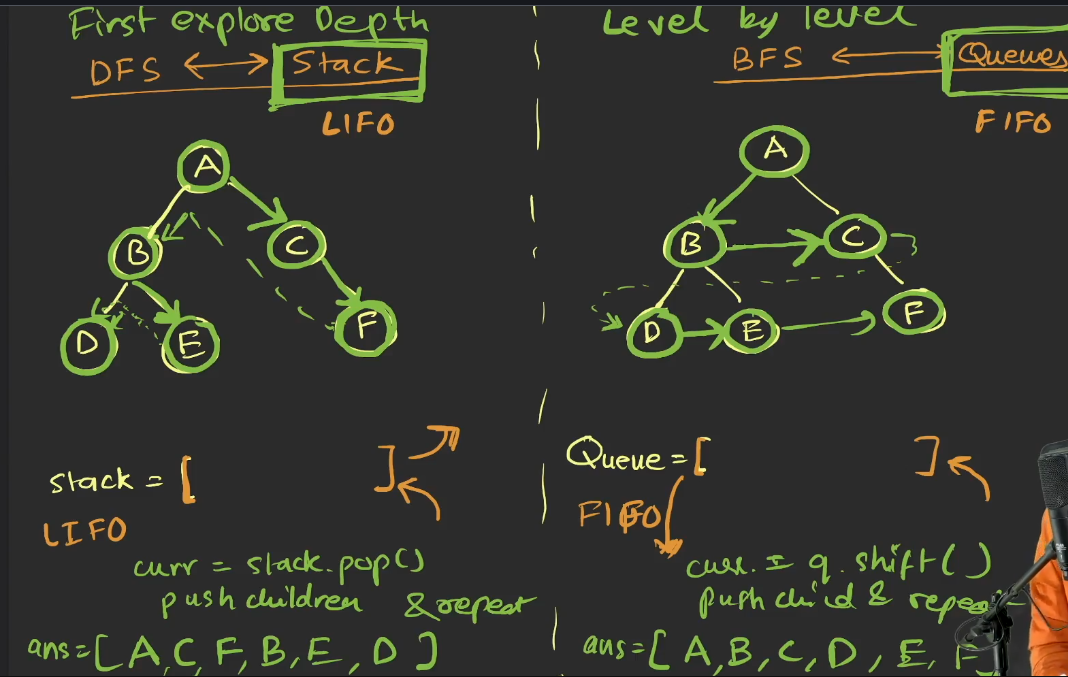 First explore Depth
DFS ↔ Stack
LIFO
A
B
C
D
E
F
stack = [ ]
LIFO
curr = stack.pop()
push children & repeat
ans=[A,C,F,B,E,D]
Level by level
BFS ↔ Queues
FIFO
A
B
C
D
E
F
Queue=[ ]
FIFO
curr = q.shift()
push child & repeat
ans=[A,B,C,D,E,F]